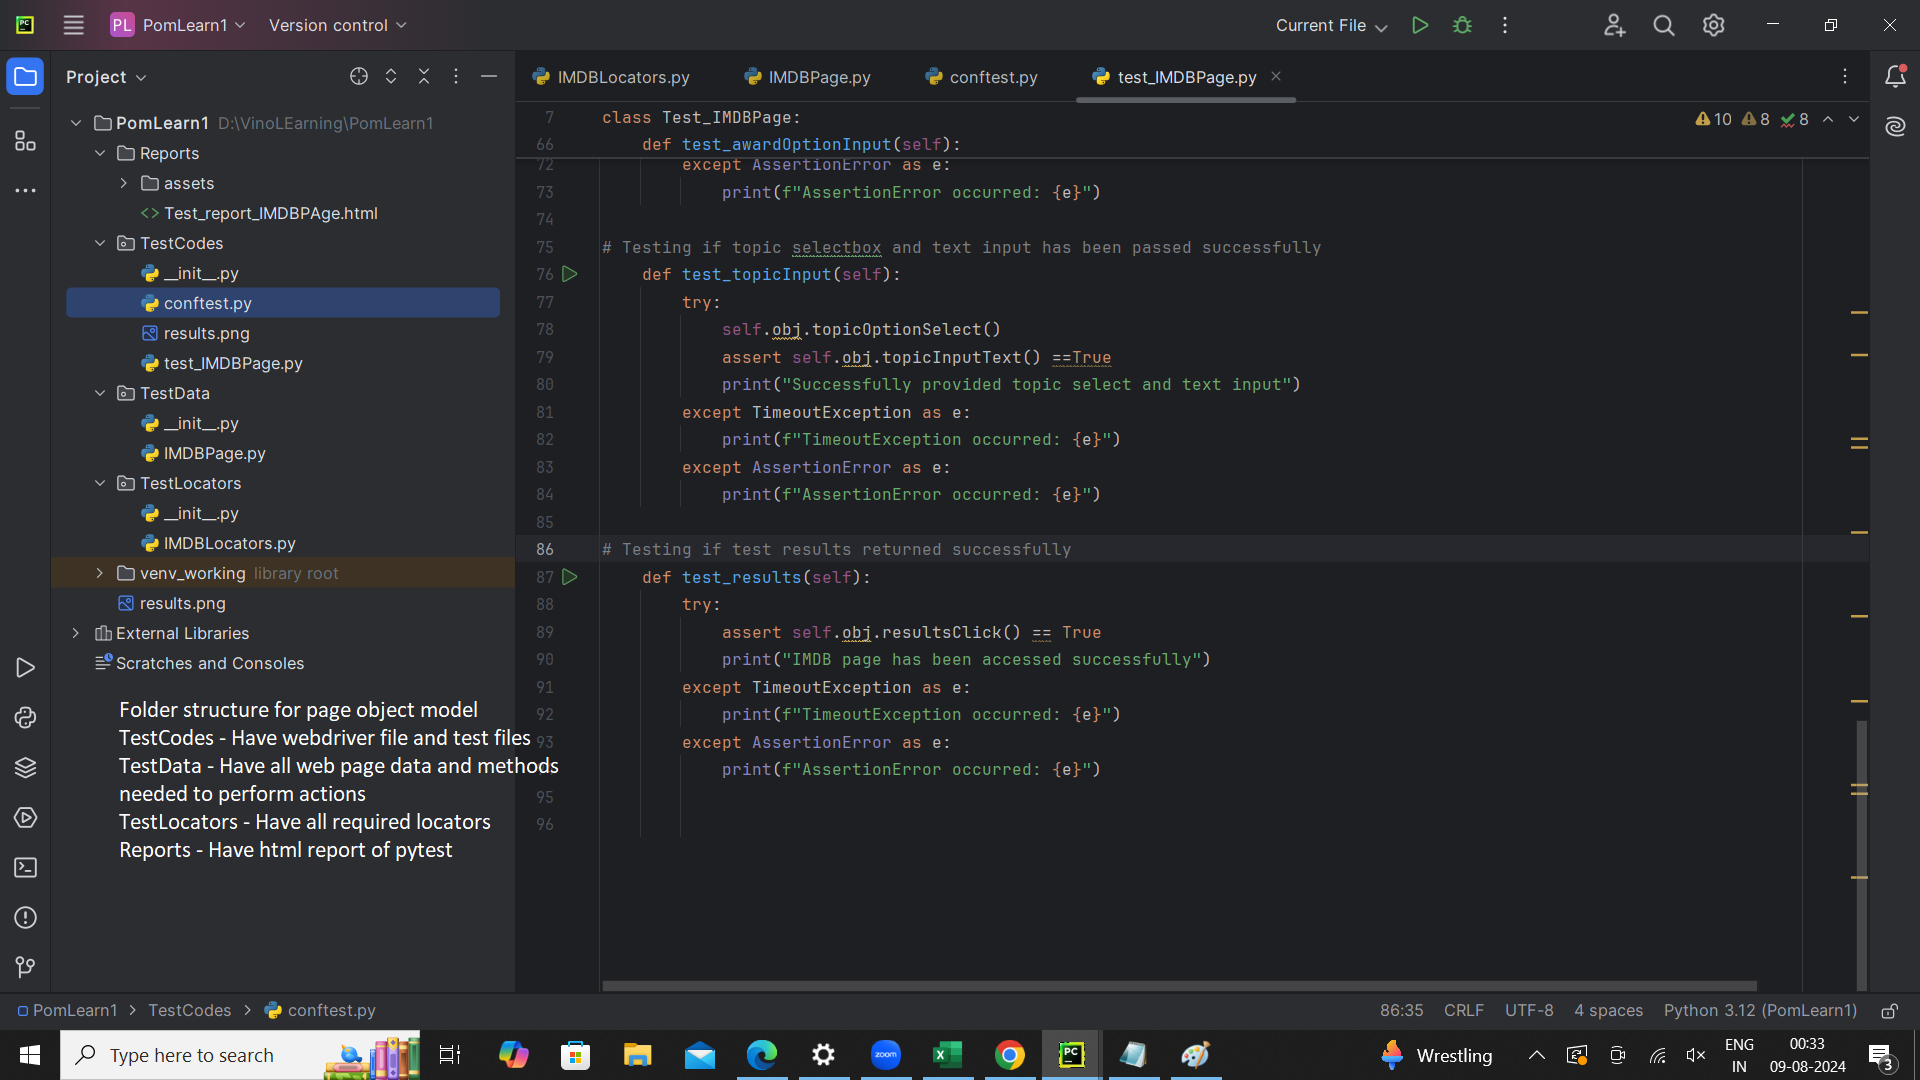 PL PomLearn1 Version control Current File
Project
IMDBLocators.py IMDBPage.py conftest.py test_IMDBPage.py
PomLearn1 D:\VinoLEarning\PomLearn1
Reports
assets
Test_report_IMDBPAge.html
TestCodes
__init__.py
conftest.py
results.png
test_IMDBPage.py
TestData
__init__.py
IMDBPage.py
TestLocators
__init__.py
IMDBLocators.py
venv_working library root
results.png
External Libraries
Scratches and Consoles
Folder structure for page object model
TestCodes - Have webdriver file and test files
TestData - Have all web page data and methods
needed to perform actions
TestLocators - Have all required locators
Reports - Have html report of pytest
7 class Test_IMDBPage:
10 8 8
66 def test_awardOptionInput(self):
72 except AssertionError as e:
73 print(f"AssertionError occurred: {e}")
74
75 # Testing if topic selectbox and text input has been passed successfully
76 def test_topicInput(self):
77 try:
78 self.obj.topicOptionSelect()
79 assert self.obj.topicInputText() ==True
80 print("Successfully provided topic select and text input")
81 except TimeoutException as e:
82 print(f"TimeoutException occurred: {e}")
83 except AssertionError as e:
84 print(f"AssertionError occurred: {e}")
85
86 # Testing if test results returned successfully
87 def test_results(self):
88 try:
89 assert self.obj.resultsClick() == True
90 print("IMDB page has been accessed successfully")
91 except TimeoutException as e:
92 print(f"TimeoutException occurred: {e}")
93 except AssertionError as e:
print(f"AssertionError occurred: {e}")
95
96
PomLearn1 > TestCodes > conftest.py 86:35 CRLF UTF-8 4 spaces Python 3.12 (PomLearn1)
Type here to search zoom PC Wrestling ENG IN 00:33 09-08-2024 3